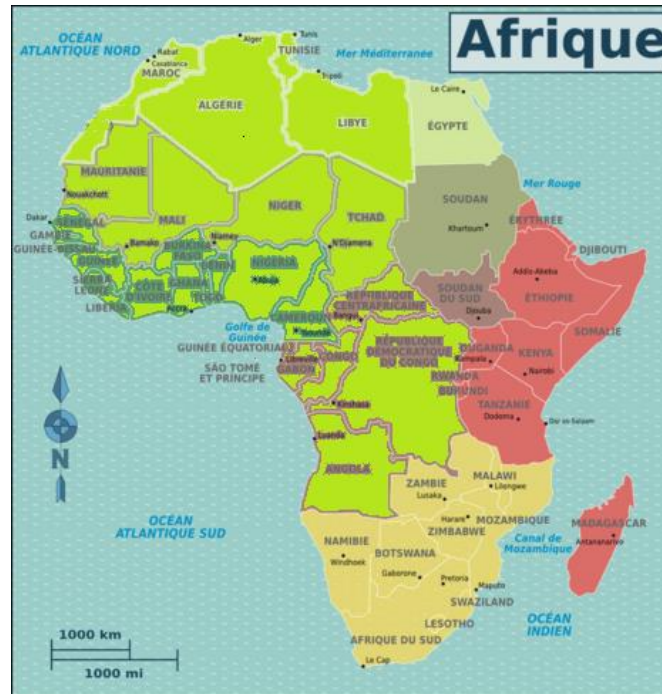 Afrique
OCÉAN
ATLANTIQUE NORD
Mer Méditerranée
Alger
Tunis
TUNISIE
Rabat
Casablanca
MAROC
Tripoli
Le Caire
ALGÉRIE
LIBYE
ÉGYPTE
MAURITANIE
Nouakchott
MALI
NIGER
TCHAD
SOUDAN
Khartoum
Mer Rouge
ÉRYTHRÉE
Dakar
SÉNÉGAL
GAMBIE
GUINÉE-BISSAU
GUINÉE
Bamako
BURKINA
FASO
Niamey
N'Djamena
DJIBOUTI
SIERRA
LEONE
LIBERIA
CÔTE
D'IVOIRE
GHANA
Accra
TOGO
BÉNIN
NIGÉRIA
Abuja
Addis-Abeba
ÉTHIOPIE
SOUDAN
DU SUD
Djouba
SOMALIE
CAMEROUN
Yaoundé
RÉPUBLIQUE
CENTRAFRICAINE
Bangui
Golfe de
Guinée
GUINÉE ÉQUATORIALE
SÃO TOMÉ
ET PRÍNCIPE
Libreville
GABON
CONGO
RÉPUBLIQUE
DÉMOCRATIQUE
DU CONGO
OUGANDA
Kampala
KENYA
Nairobi
RWANDA
BURUNDI
Kinshasa
TANZANIE
Dodoma
Dar es-Salaam
Luanda
ANGOLA
ZAMBIE
Lusaka
MALAWI
Lilongwe
N
OCÉAN
ATLANTIQUE SUD
Harare
ZIMBABWE
MOZAMBIQUE
Canal de
Mozambique
MADAGASCAR
Antananarivo
NAMIBIE
Windhoek
BOTSWANA
Gaborone
Pretoria
Maputo
SWAZILAND
LESOTHO
AFRIQUE DU SUD
Le Cap
OCÉAN
INDIEN
1000 km
1000 mi